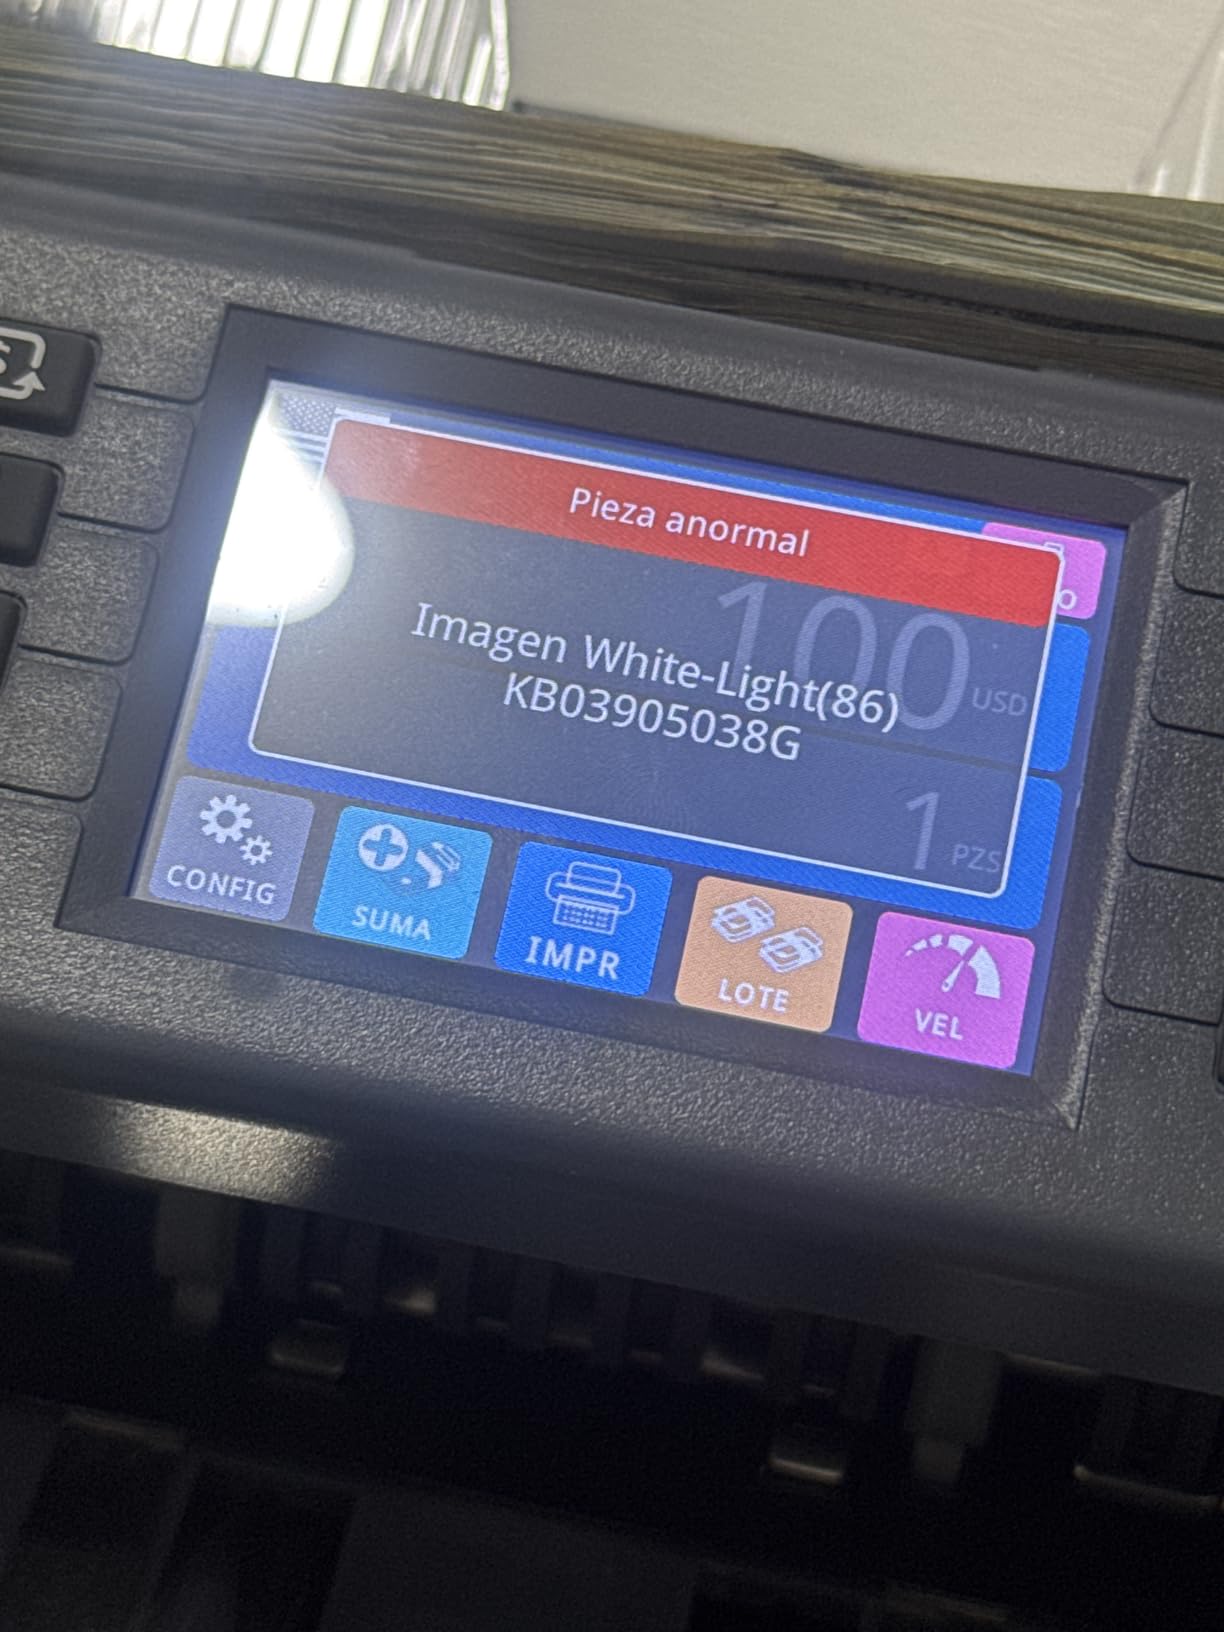 Pieza anormal
100 USD
Imagen White-Light(86)
KB03905038G
1 PZS
CONFIG
SUMA
IMPR
LOTE
VEL